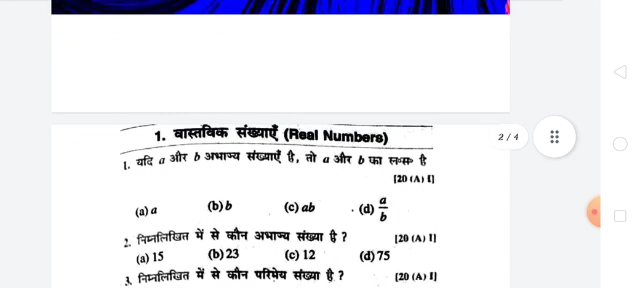 2 / 4
1. वास्तविक संख्याएँ (Real Numbers)
1. यदि a और b अभाज्य संख्याएँ है, तो a और b का ल०स० है
[20 (A) I]
(a) a (b) b (c) ab (d) a/b
2. निम्नलिखित में से कौन अभाज्य संख्या है ? [20 (A) I]
(a) 15 (b) 23 (c) 12 (d) 75
3. निम्नलिखित में से कौन परिमेय संख्या है ? [20 (A) I]